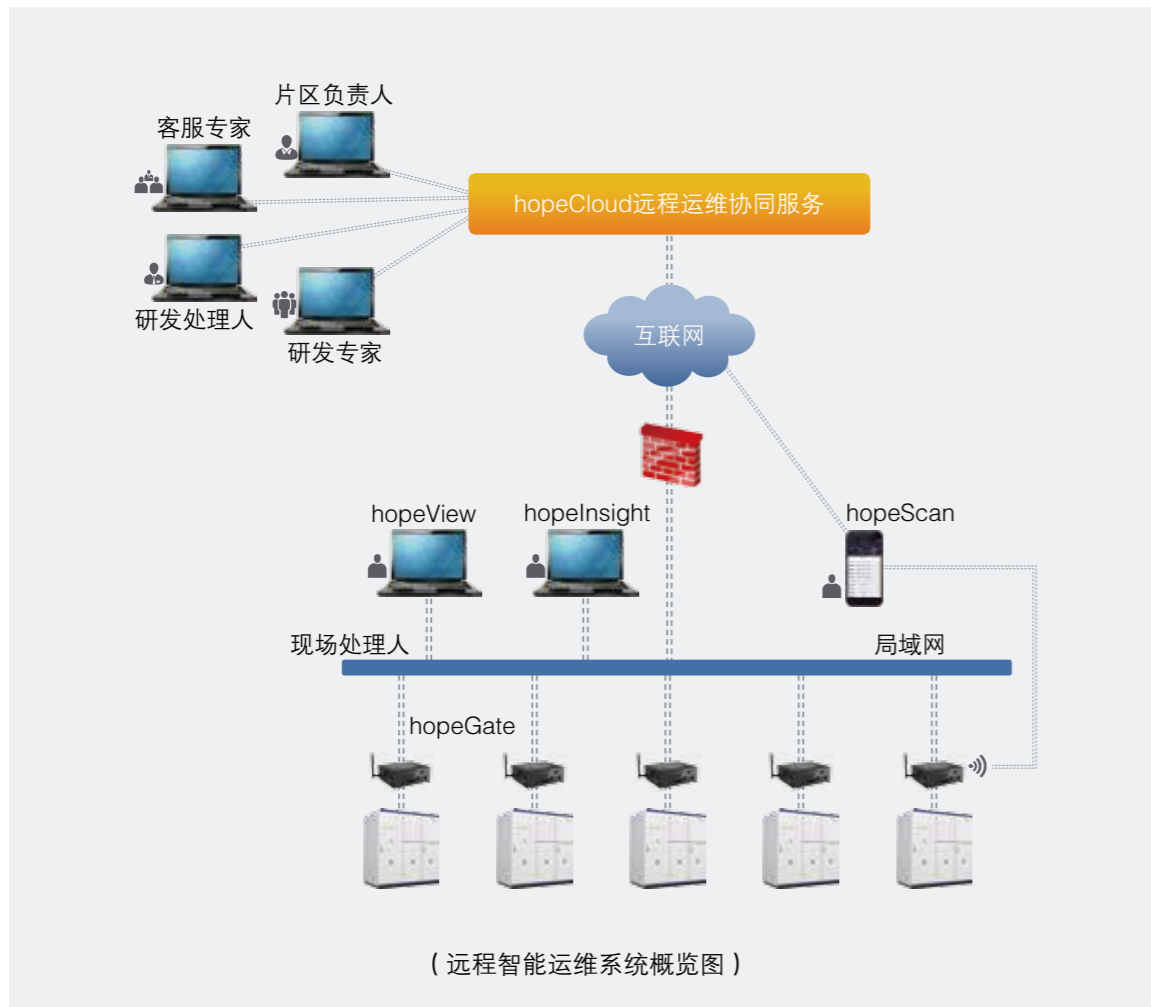 片区负责人
客服专家
hopeCloud远程运维协同服务
研发处理人
研发专家
互联网
hopeView
hopeInsight
hopeScan
现场处理人
局域网
hopeGate
(远程智能运维系统概览图)